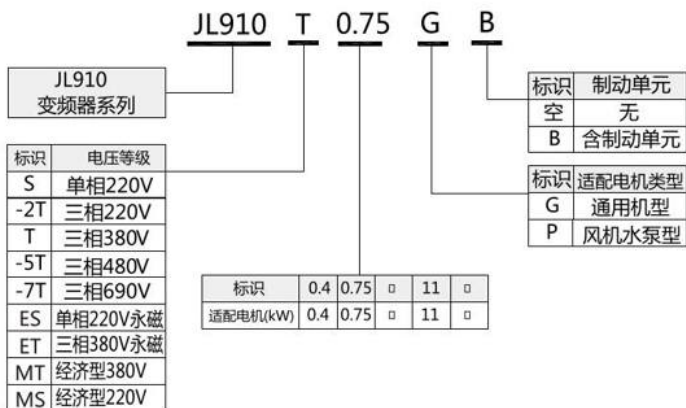 JL910 T 0.75 G B
JL910
变频器系列
标识 电压等级
S 单相220V
-2T 三相220V
T 三相380V
-5T 三相480V
-7T 三相690V
ES 单相220V永磁
ET 三相380V永磁
MT 经济型380V
MS 经济型220V
标识 0.4 0.75 ▯ 11 ▯
适配电机(kW) 0.4 0.75 ▯ 11 ▯
标识 制动单元
空 无
B 含制动单元
标识 适配电机类型
G 通用机型
P 风机水泵型